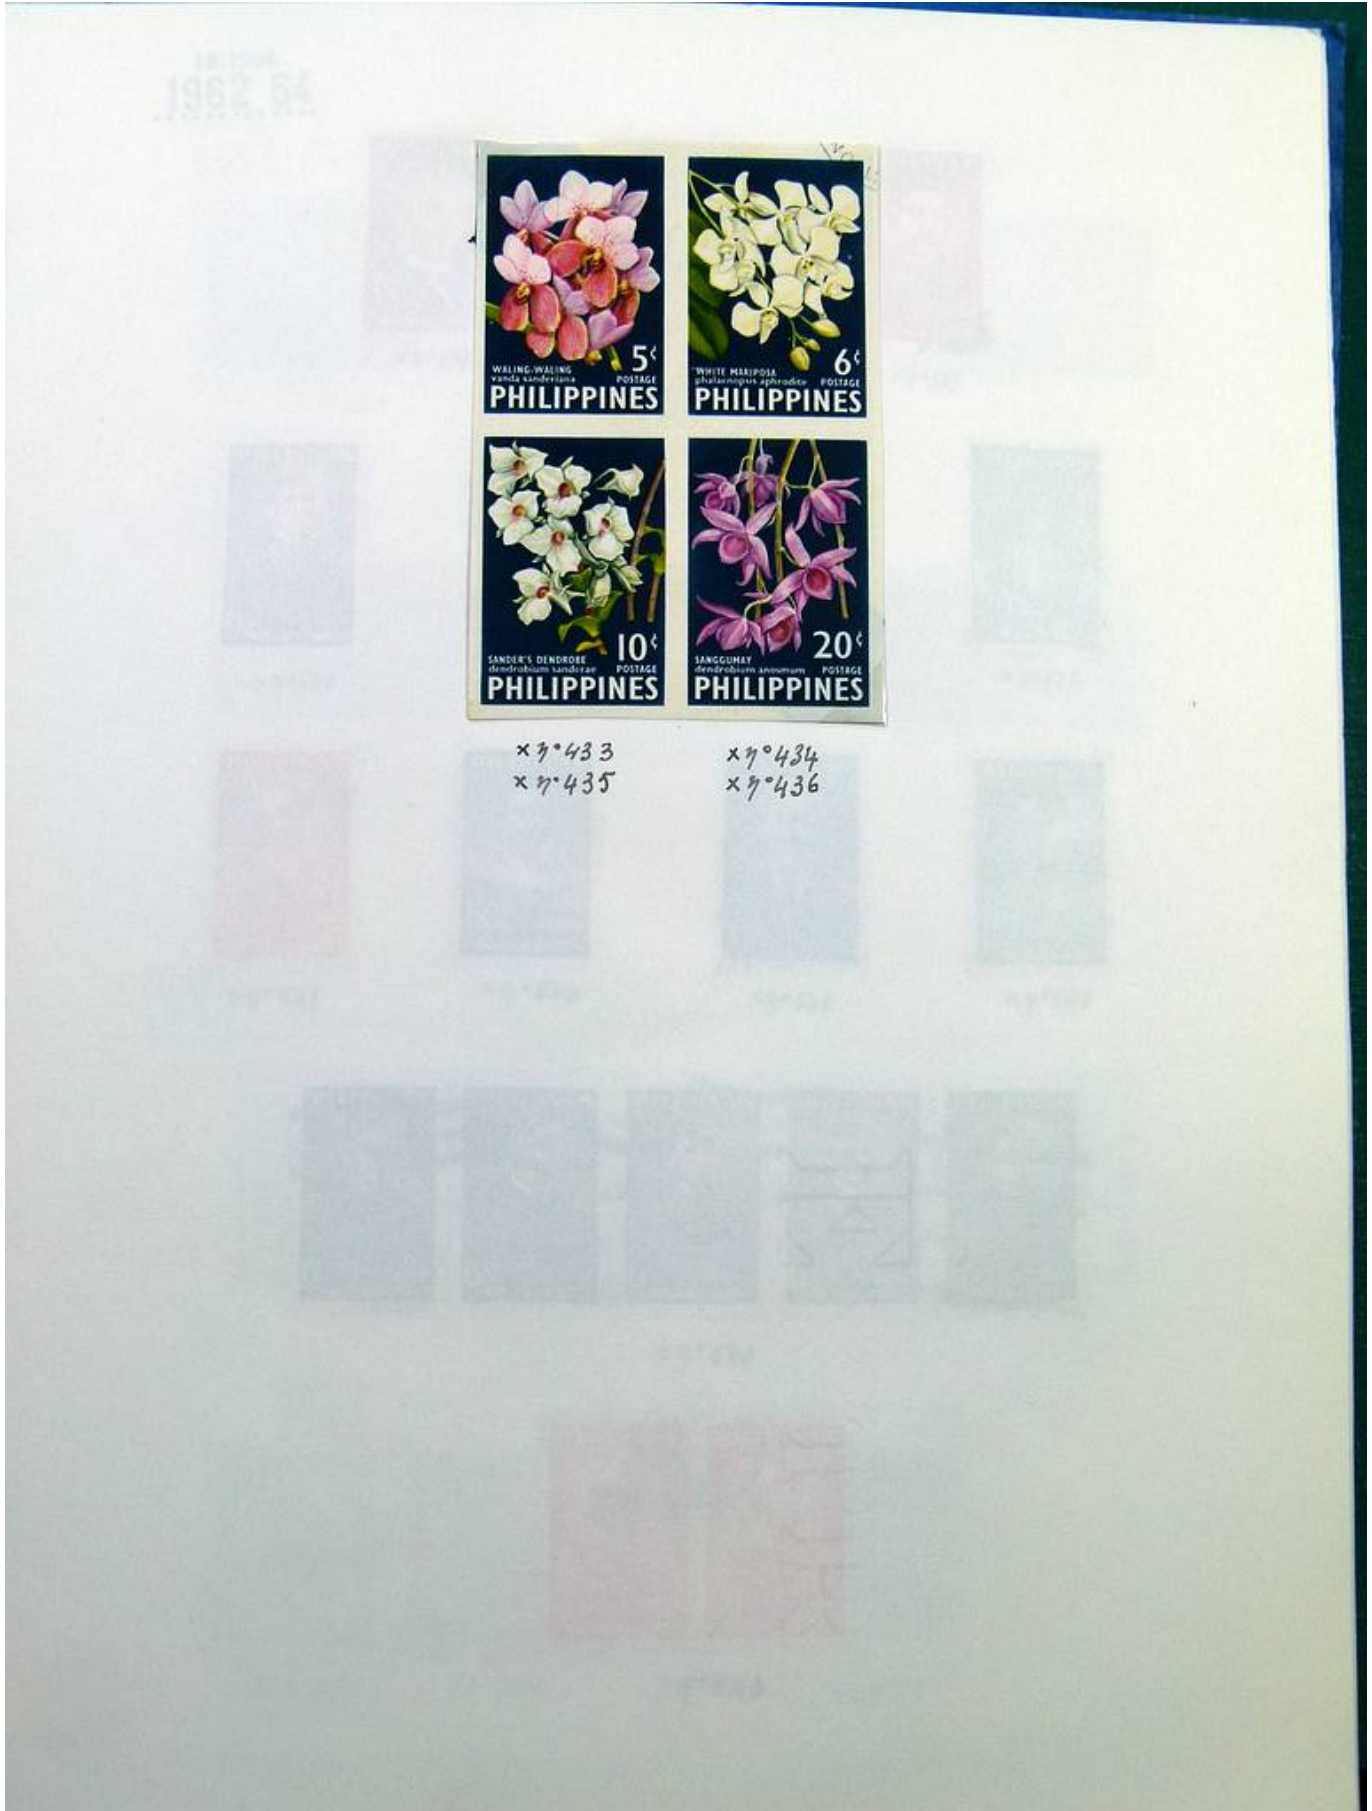 5¢
WALING-WALING
vanda sanderiana POSTAGE
PHILIPPINES
6¢
WHITE MARIPOSA
phalaenopsis aphrodite POSTAGE
PHILIPPINES
10¢
SANDER'S DENDROBE
dendrobium sanderae POSTAGE
PHILIPPINES
20¢
SANGGUMAY
dendrobium anosmum POSTAGE
PHILIPPINES
x n°433 x n°434
x n°435 x n°436
1962 64